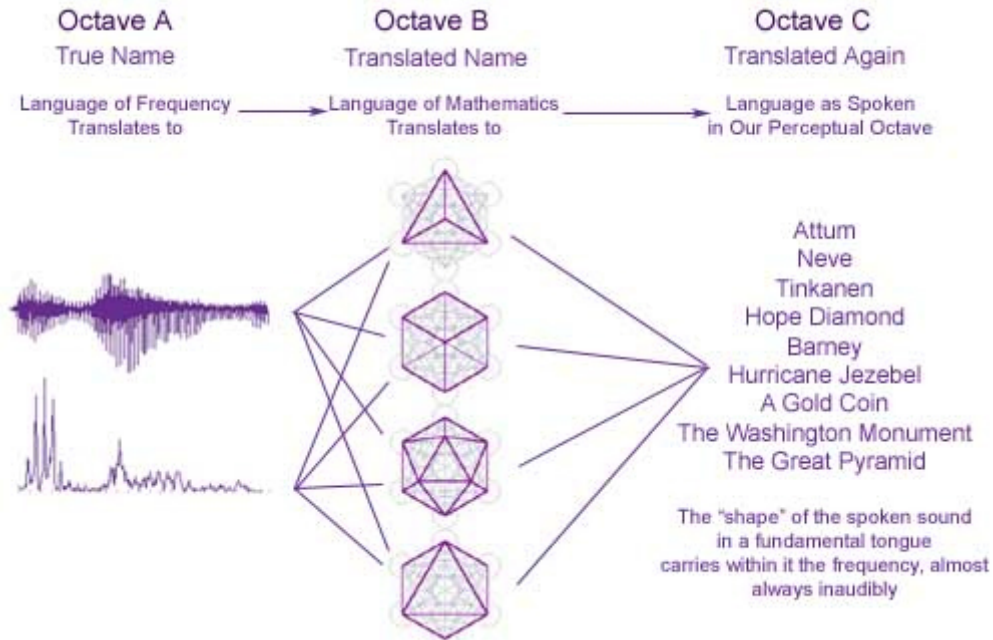 Octave A
True Name
Language of Frequency
Translates to
Octave B
Translated Name
Language of Mathematics
Translates to
Octave C
Translated Again
Language as Spoken
in Our Perceptual Octave
Attum
Neve
Tinkanen
Hope Diamond
Barney
Hurricane Jezebel
A Gold Coin
The Washington Monument
The Great Pyramid
The “shape” of the spoken sound
in a fundamental tongue
carries within it the frequency, almost
always inaudibly